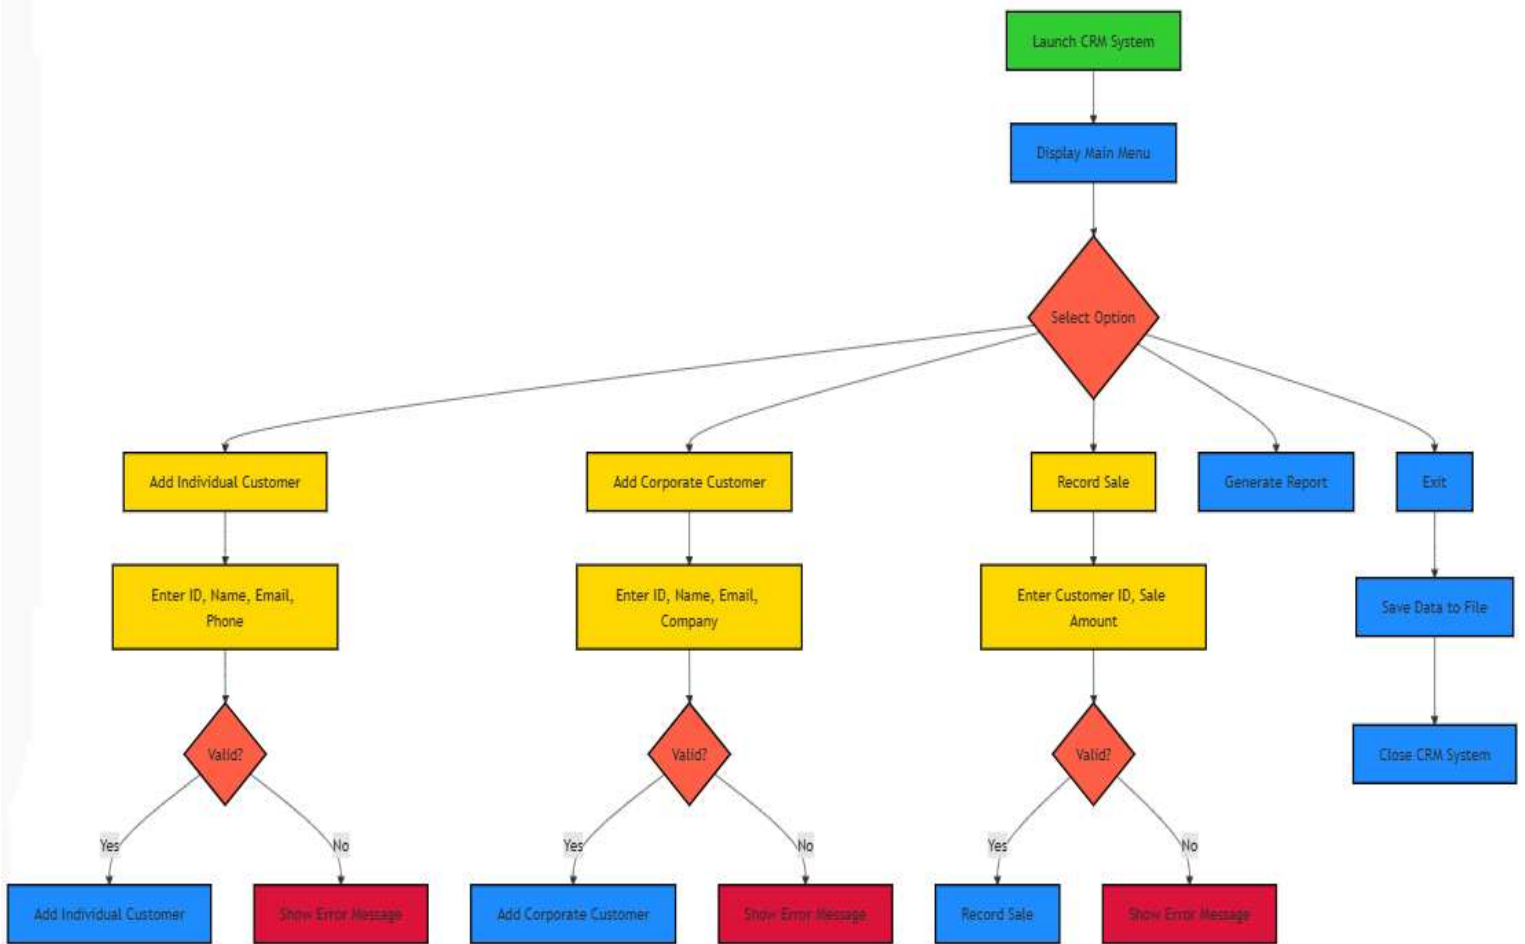 Launch CRM System
Display Main Menu
Select Option
Add Individual Customer
Add Corporate Customer
Record Sale
Generate Report
Exit
Enter ID, Name, Email,
Phone
Enter ID, Name, Email,
Company
Enter Customer ID, Sale
Amount
Save Data to File
Valid?
Valid?
Valid?
Close CRM System
Yes
No
Yes
No
Yes
No
Add Individual Customer
Show Error Message
Add Corporate Customer
Show Error Message
Record Sale
Show Error Message